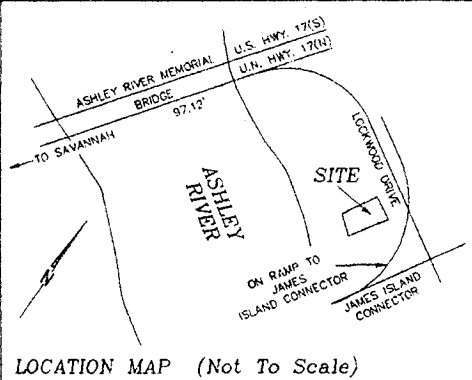 ASHLEY RIVER MEMORIAL
BRIDGE
U.S. HWY. 17(S)
U.N. HWY. 17(N)
97.12'
TO SAVANNAH
ASHLEY
RIVER
LOCKWOOD DRIVE
SITE
ON RAMP TO
JAMES
ISLAND CONNECTOR
JAMES ISLAND
CONNECTOR
N
LOCATION MAP (Not To Scale)